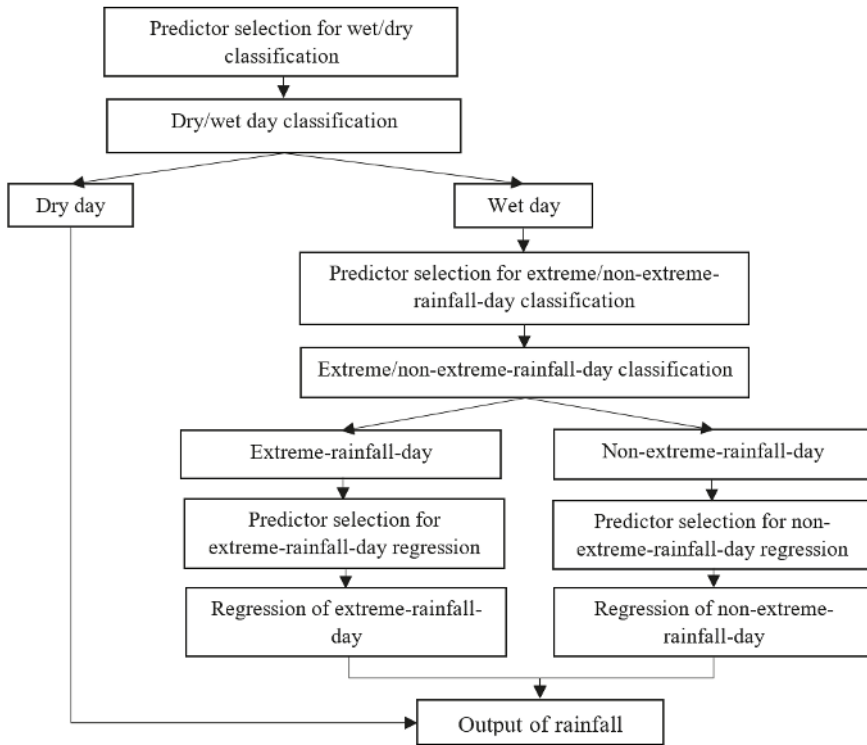 Predictor selection for wet/dry
classification
Dry/wet day classification
Dry day
Wet day
Predictor selection for extreme/non-extreme-
rainfall-day classification
Extreme/non-extreme-rainfall-day classification
Extreme-rainfall-day
Non-extreme-rainfall-day
Predictor selection for
extreme-rainfall-day regression
Predictor selection for non-
extreme-rainfall-day regression
Regression of extreme-rainfall-
day
Regression of non-extreme-
rainfall-day
Output of rainfall